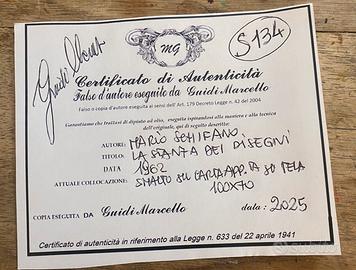 Guidi Marcello
MG
S134
Certificato di Autenticità
Falso d'autore eseguito da Guidi Marcello
Falso o copia d'autore eseguita ai sensi dell'Art. 179 Decreto Legge n. 42 del 2004
Garantiamo che trattasi di dipinto ad olio, eseguito ispirandosi alla maniera e alla tecnica
dell'originale, qui di seguito descritto:
AUTORE: MARIO SCHIFANO
TITOLO: LA STANZA DEI DISEGNI
DATA 1962
ATTUALE COLLOCAZIONE: SMALTO SU CARTA APP.TA SU TELA
100X70
COPIA ESEGUITA DA Guidi Marcello data: 2025
Certificato di autenticità in riferimento alla Legge n. 633 del 22 aprile 1941